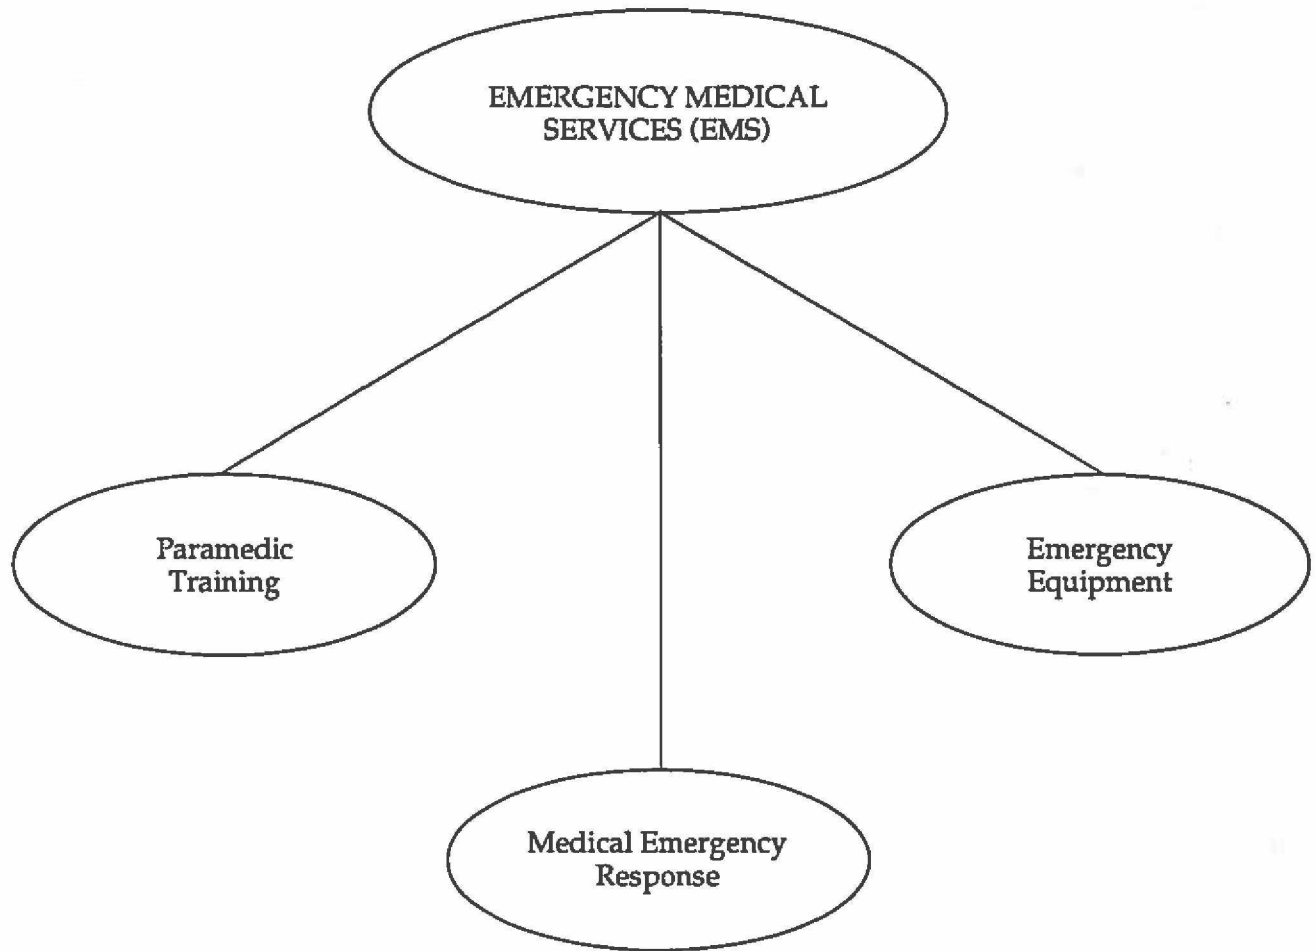 EMERGENCY MEDICAL
SERVICES (EMS)
Paramedic
Training
Emergency
Equipment
Medical Emergency
Response